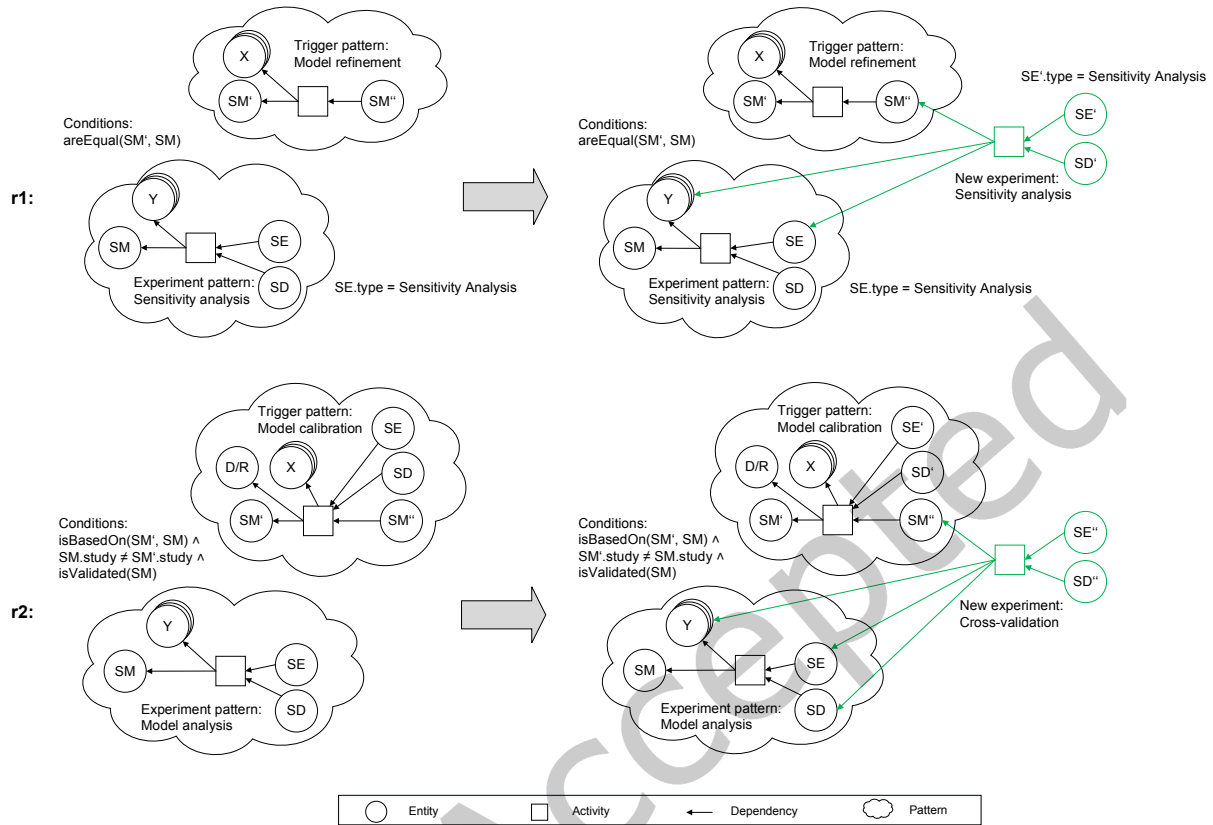 r1:
Trigger pattern:
Model refinement
X
SM‘
SM“
Conditions:
areEqual(SM‘, SM)
Y
SM
SE
SD
Experiment pattern:
Sensitivity analysis
SE.type = Sensitivity Analysis
Trigger pattern:
Model refinement
X
SM‘
SM“
Conditions:
areEqual(SM‘, SM)
Y
SM
SE
SD
Experiment pattern:
Sensitivity analysis
SE.type = Sensitivity Analysis
SE‘.type = Sensitivity Analysis
SE‘
SD‘
New experiment:
Sensitivity analysis
r2:
Trigger pattern:
Model calibration
SE
D/R
X
SD
SM‘
SM“
Conditions:
isBasedOn(SM‘, SM) ∧
SM.study ≠ SM‘.study ∧
isValidated(SM)
Y
SM
SE
SD
Experiment pattern:
Model analysis
Trigger pattern:
Model calibration
SE‘
D/R
X
SD‘
SM‘
SM“
Conditions:
isBasedOn(SM‘, SM) ∧
SM‘.study ≠ SM.study ∧
isValidated(SM)
Y
SM
SE
SD
Experiment pattern:
Model analysis
SE“
SD“
New experiment:
Cross-validation
Entity
Activity
Dependency
Pattern
Accepted